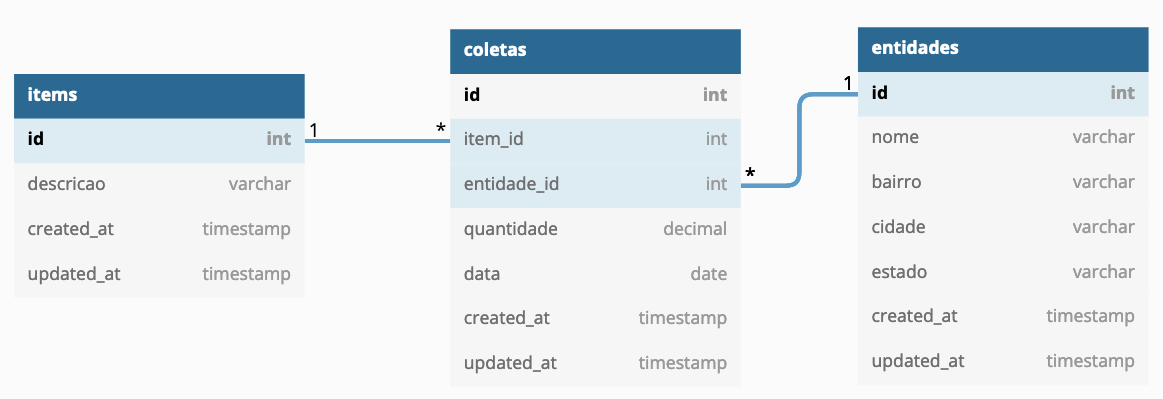 items
id int
descricao varchar
created_at timestamp
updated_at timestamp
1 *
coletas
id int
item_id int
entidade_id int
quantidade decimal
data date
created_at timestamp
updated_at timestamp
* 1
entidades
id int
nome varchar
bairro varchar
cidade varchar
estado varchar
created_at timestamp
updated_at timestamp